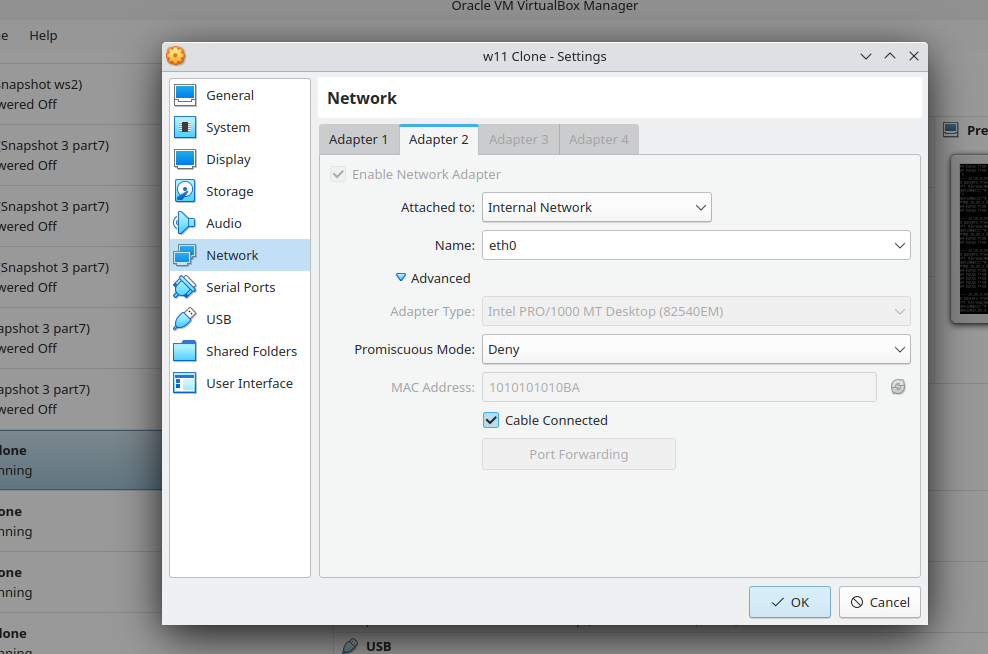 Oracle VM VirtualBox Manager
Help
w11 Clone - Settings
napshot ws2)
wered Off
Snapshot 3 part7)
wered Off
Snapshot 3 part7)
wered Off
Snapshot 3 part7)
wered Off
apshot 3 part7)
wered Off
apshot 3 part7)
wered Off
lone
nning
one
nning
one
nning
lone
General
System
Display
Storage
Audio
Network
Serial Ports
USB
Shared Folders
User Interface
Network
Adapter 1 Adapter 2 Adapter 3 Adapter 4
Enable Network Adapter
Attached to: Internal Network
Name: eth0
Advanced
Adapter Type: Intel PRO/1000 MT Desktop (82540EM)
Promiscuous Mode: Deny
MAC Address: 1010101010BA
Cable Connected
Port Forwarding
OK Cancel
Pre
USB